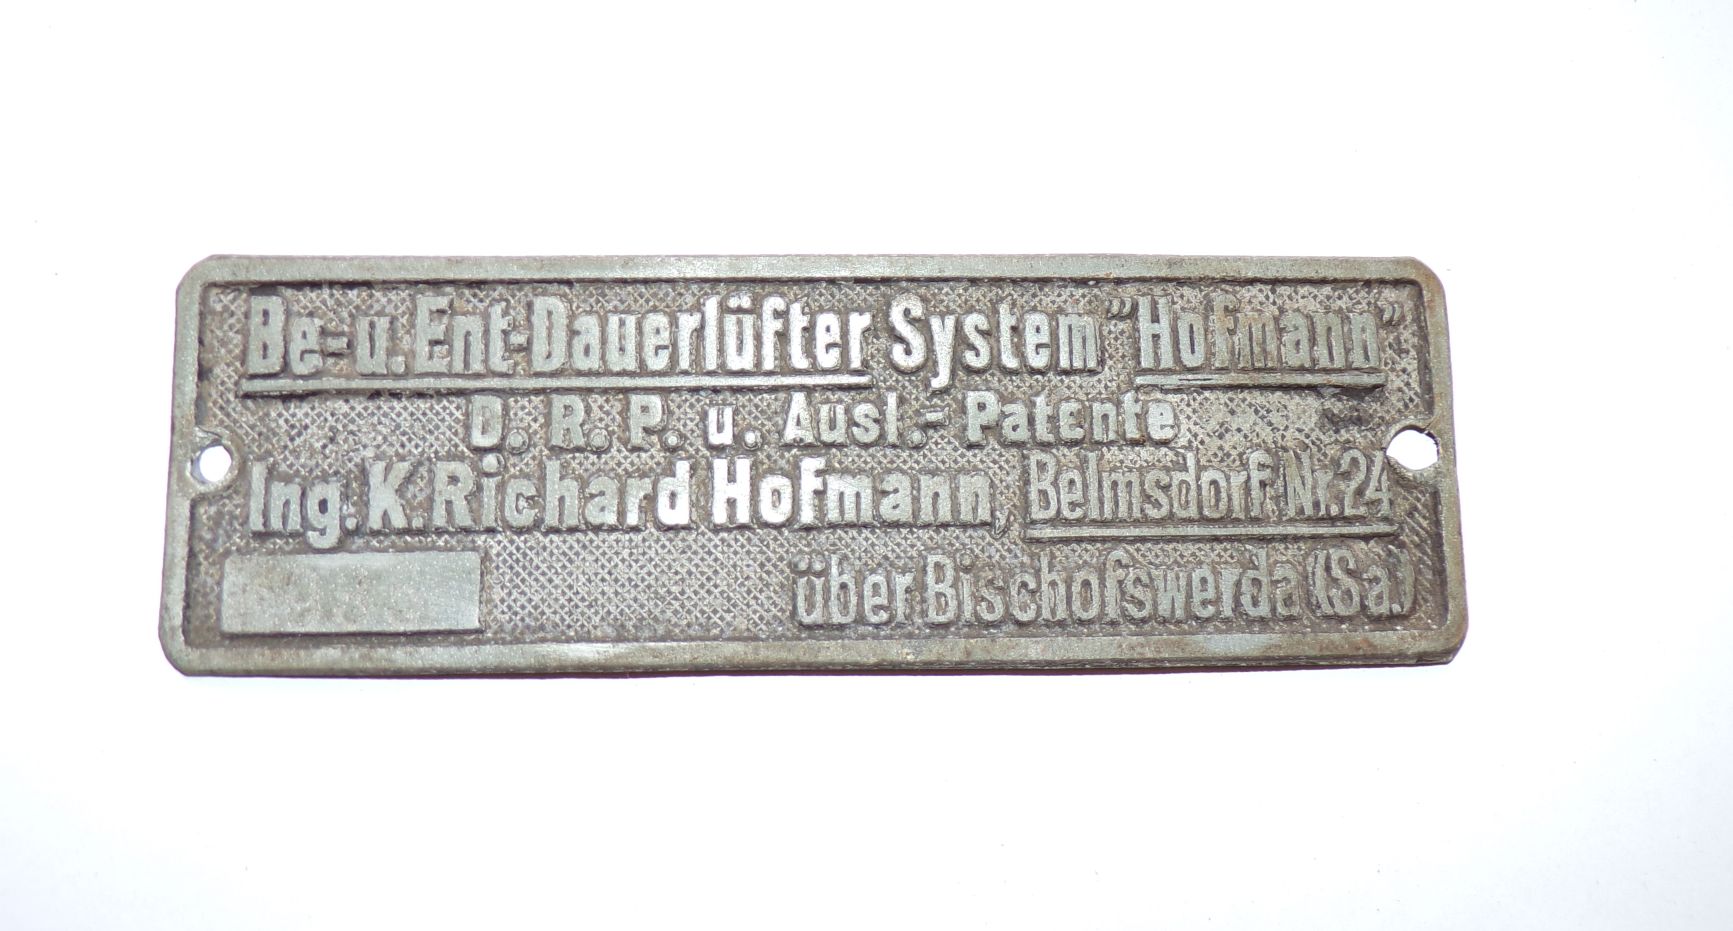 Be=u. Ent-Dauerlüfter System "Hofmann"
D. R. P. u. Ausl.-Patente
Ing. K. Richard Hofmann, Belmsdorf Nr. 24
über Bischofswerda (Sa.)